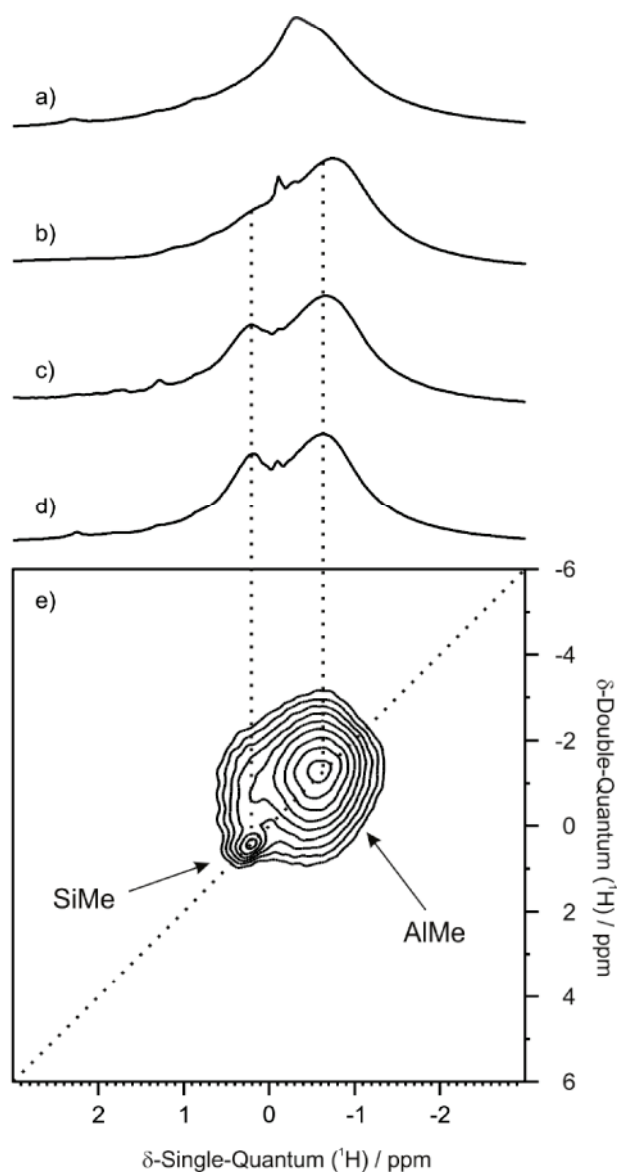 a)
b)
c)
d)
e)
-6
-4
-2
0
2
4
6
δ-Double-Quantum (¹H) / ppm
SiMe
AlMe
2 1 0 -1 -2
δ-Single-Quantum (¹H) / ppm